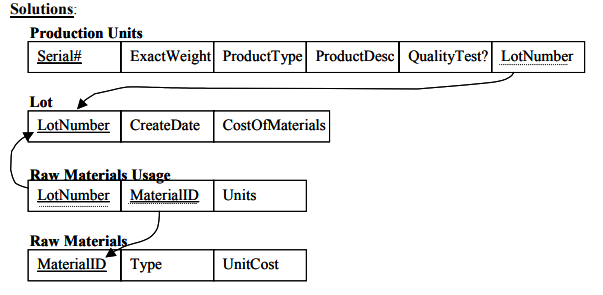 Solutions:
Production Units
Serial# ExactWeight ProductType ProductDesc QualityTest? LotNumber
Lot
LotNumber CreateDate CostOfMaterials
Raw Materials Usage
LotNumber MaterialID Units
Raw Materials
MaterialID Type UnitCost